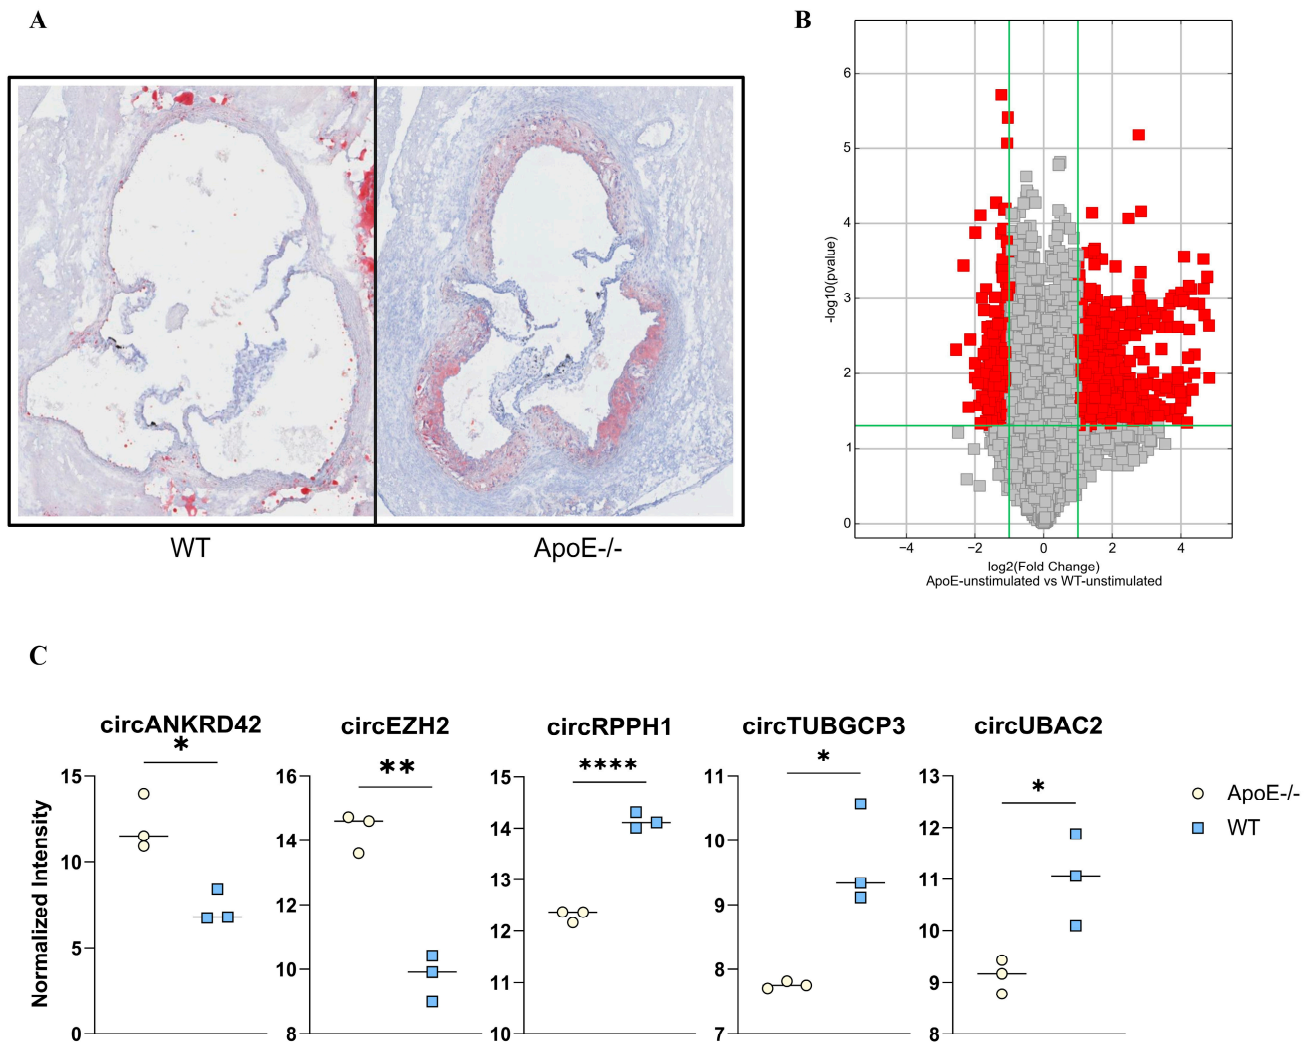 A
B
WT
ApoE-/-
-log10(pvalue)
6
5
4
3
2
1
0
−4
−2
0
2
4
log2(Fold Change)
ApoE-unstimulated vs WT-unstimulated
C
circANKRD42
circEZH2
circRPPH1
circTUBGCP3
circUBAC2
*
**
****
*
*
Normalized Intensity
15
10
5
0
16
14
12
10
8
15
14
13
12
11
10
11
10
9
8
7
13
12
11
10
9
8
ApoE-/-
WT